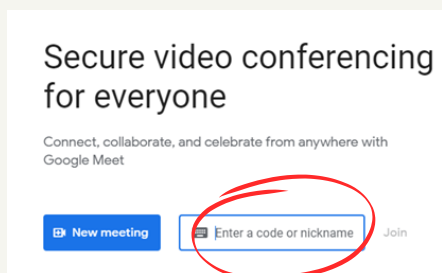 Secure video conferencing
for everyone
Connect, collaborate, and celebrate from anywhere with
Google Meet
New meeting
Enter a code or nickname
Join